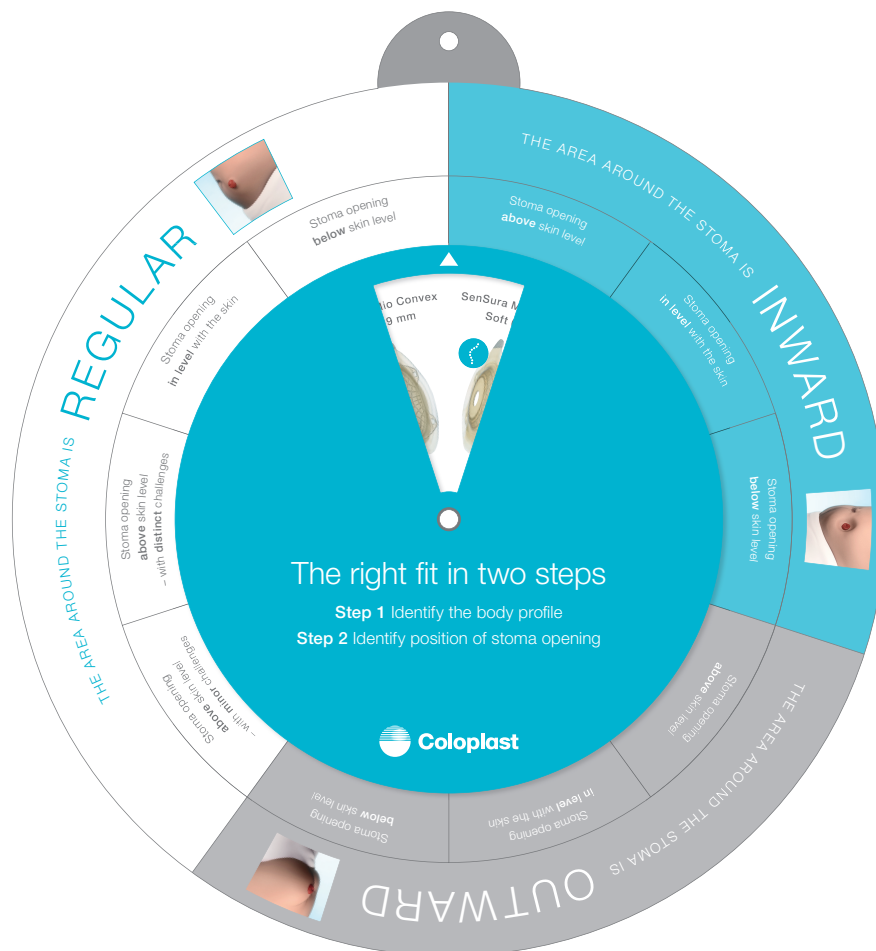 THE AREA AROUND THE STOMA IS INWARD
Stoma opening
above skin level
Stoma opening
in level with the skin
Stoma opening
below skin level
THE AREA AROUND THE STOMA IS OUTWARD
Stoma opening
above skin level
Stoma opening
in level with the skin
Stoma opening
below skin level
THE AREA AROUND THE STOMA IS REGULAR
Stoma opening
above skin level
– with minor challenges
Stoma opening
above skin level
– with distinct challenges
Stoma opening
in level with the skin
Stoma opening
below skin level
Convex
9 mm
SenSura
Soft
The right fit in two steps
Step 1 Identify the body profile
Step 2 Identify position of stoma opening
Coloplast